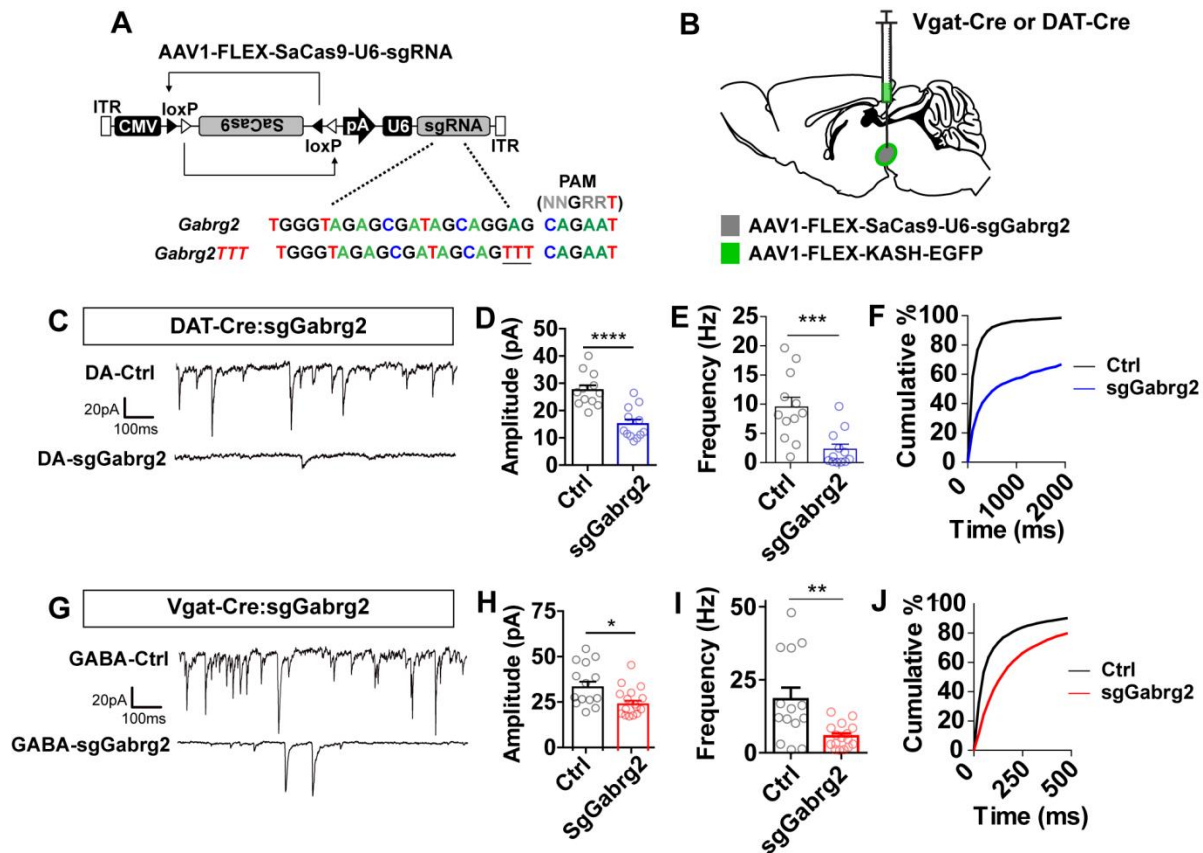 A
AAV1-FLEX-SaCas9-U6-sgRNA
ITR
loxP
CMV
SaCas9
loxP
pA
U6
sgRNA
ITR
PAM
(NNGRRT)
Gabrg2 TGGGTAGAGCGATAGCAGGAG CAGAAT
Gabrg2TTT TGGGTAGAGCGATAGCAGTTT CAGAAT
B
Vgat-Cre or DAT-Cre
AAV1-FLEX-SaCas9-U6-sgGabrg2
AAV1-FLEX-KASH-EGFP
C
DAT-Cre:sgGabrg2
DA-Ctrl
20pA
100ms
DA-sgGabrg2
D
Amplitude (pA)
50
40
30
20
10
0
****
Ctrl
sgGabrg2
E
Frequency (Hz)
25
20
15
10
5
0
***
Ctrl
sgGabrg2
F
Cumulative %
100
80
60
40
20
0
0
1000
2000
Time (ms)
Ctrl
sgGabrg2
G
Vgat-Cre:sgGabrg2
GABA-Ctrl
20pA
100ms
GABA-sgGabrg2
H
Amplitude (pA)
75
50
25
0
*
Ctrl
SgGabrg2
I
Frequency (Hz)
50
25
0
**
Ctrl
sgGabrg2
J
Cumulative %
100
80
60
40
20
0
0
250
500
Time (ms)
Ctrl
sgGabrg2